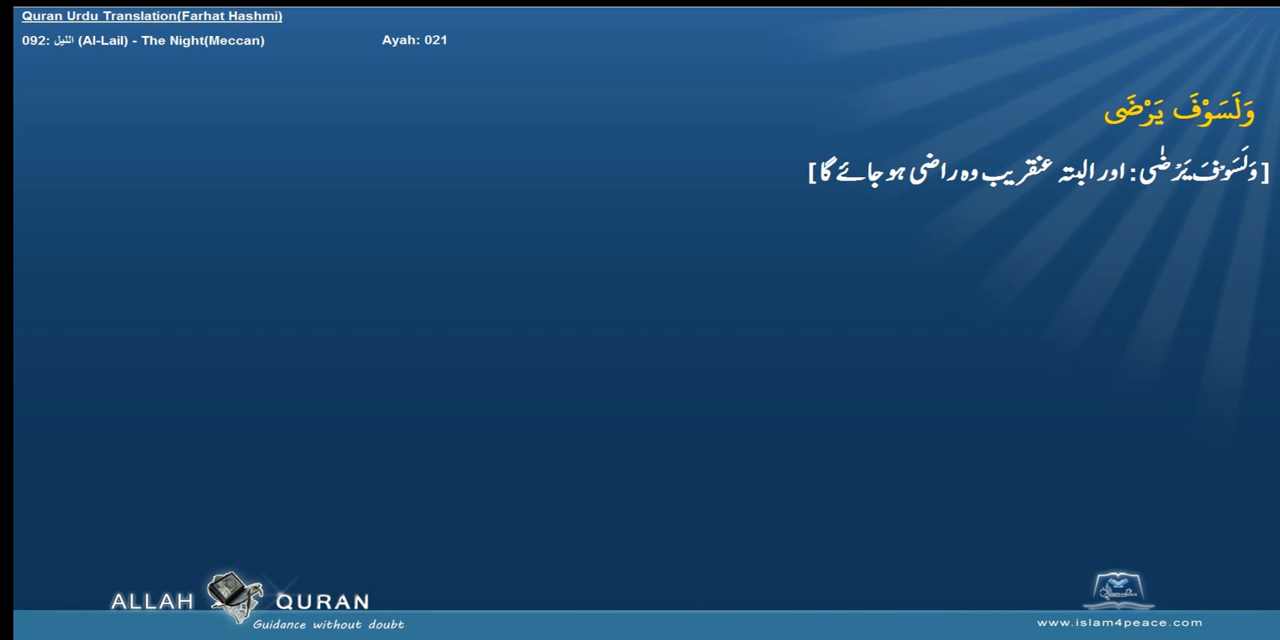 Quran Urdu Translation(Farhat Hashmi)
092: الليل (Al-Lail) - The Night(Meccan) Ayah: 021
وَلَسَوْفَ يَرْضَى
[وَلَسَوْفَ يَرْضٰى: اور البتہ عنقریب وہ راضی ہو جائے گا]
ALLAH QURAN
Guidance without doubt
www.islam4peace.com